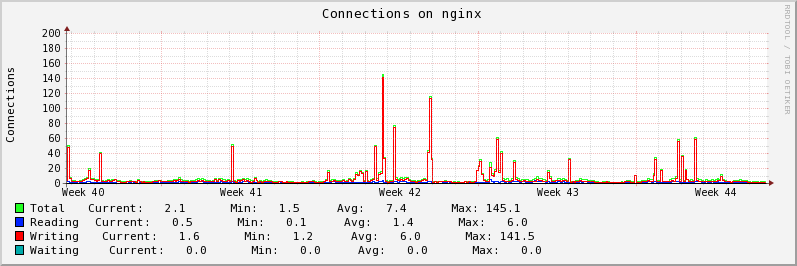 Connections on nginx
RRDTOOL / TOBI OETIKER
Connections
200
180
160
140
120
100
80
60
40
20
0
Week 40 Week 41 Week 42 Week 43 Week 44
Total Current: 2.1 Min: 1.5 Avg: 7.4 Max: 145.1
Reading Current: 0.5 Min: 0.1 Avg: 1.4 Max: 6.0
Writing Current: 1.6 Min: 1.2 Avg: 6.0 Max: 141.5
Waiting Current: 0.0 Min: 0.0 Avg: 0.0 Max: 0.0